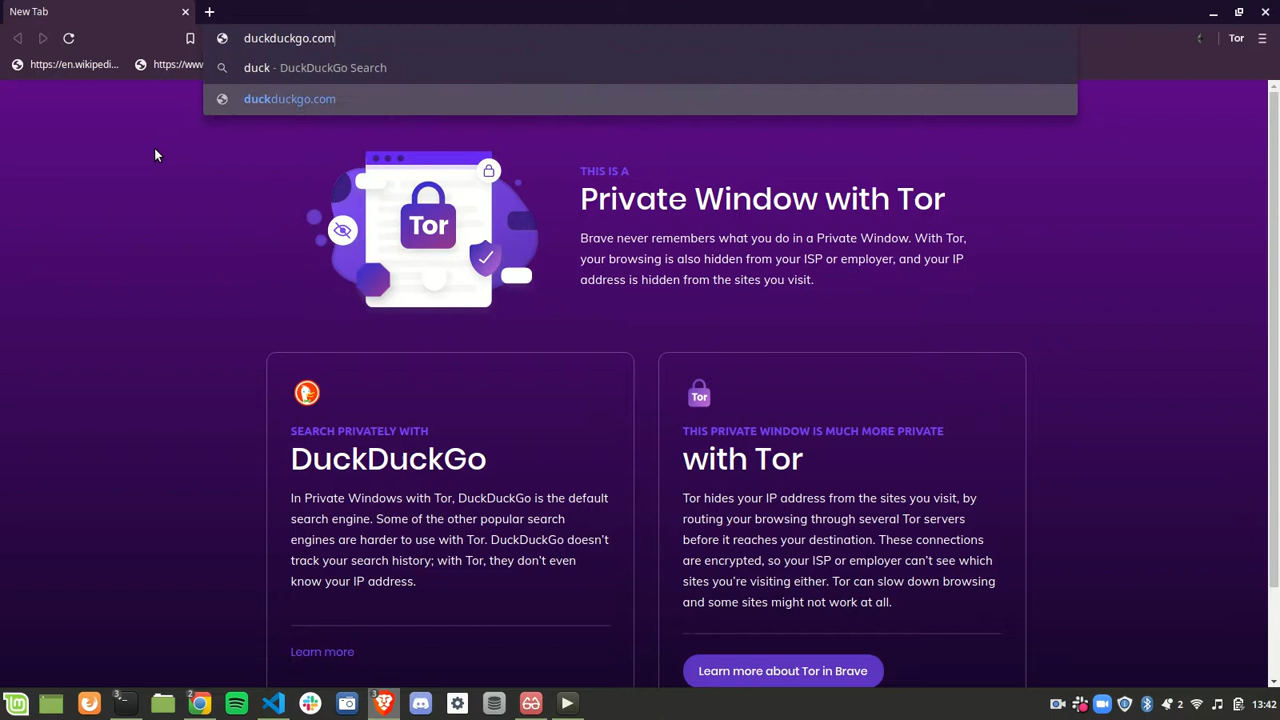 New Tab
duckduckgo.com
Tor
https://en.wikipedi...
https://www
duck - DuckDuckGo Search
duckduckgo.com
Tor
THIS IS A
Private Window with Tor
Brave never remembers what you do in a Private Window. With Tor,
your browsing is also hidden from your ISP or employer, and your IP
address is hidden from the sites you visit.
SEARCH PRIVATELY WITH
DuckDuckGo
In Private Windows with Tor, DuckDuckGo is the default
search engine. Some of the other popular search
engines are harder to use with Tor. DuckDuckGo doesn't
track your search history; with Tor, they don't even
know your IP address.
Learn more
Tor
THIS PRIVATE WINDOW IS MUCH MORE PRIVATE
with Tor
Tor hides your IP address from the sites you visit, by
routing your browsing through several Tor servers
before it reaches your destination. These connections
are encrypted, so your ISP or employer can't see which
sites you're visiting either. Tor can slow down browsing
and some sites might not work at all.
Learn more about Tor in Brave
3
2
3
2
13:42